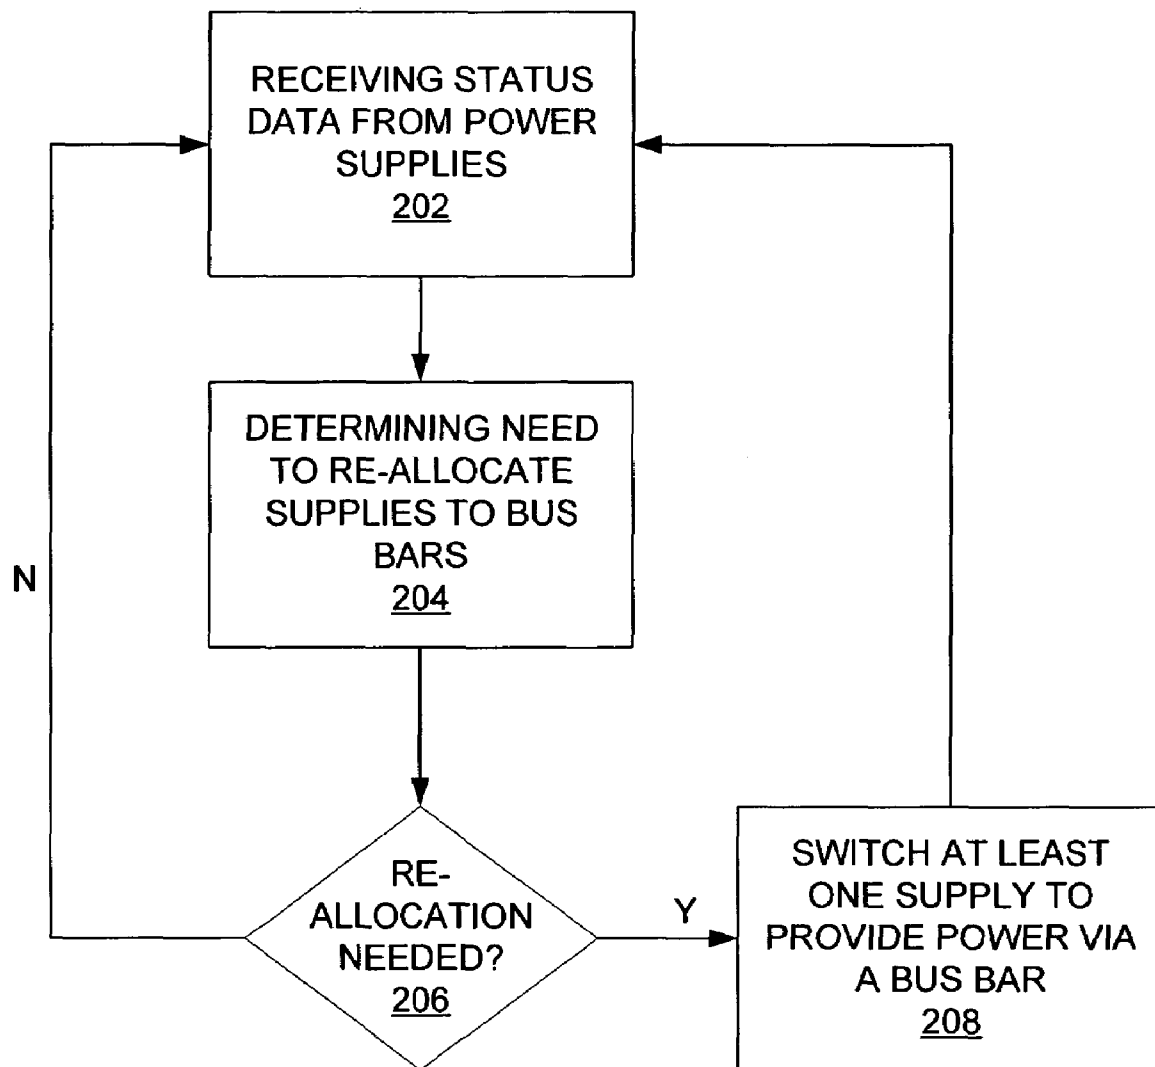 RECEIVING STATUS
DATA FROM POWER
SUPPLIES
202
DETERMINING NEED
TO RE-ALLOCATE
SUPPLIES TO BUS
BARS
204
N
RE-
ALLOCATION
NEEDED?
206
Y
SWITCH AT LEAST
ONE SUPPLY TO
PROVIDE POWER VIA
A BUS BAR
208